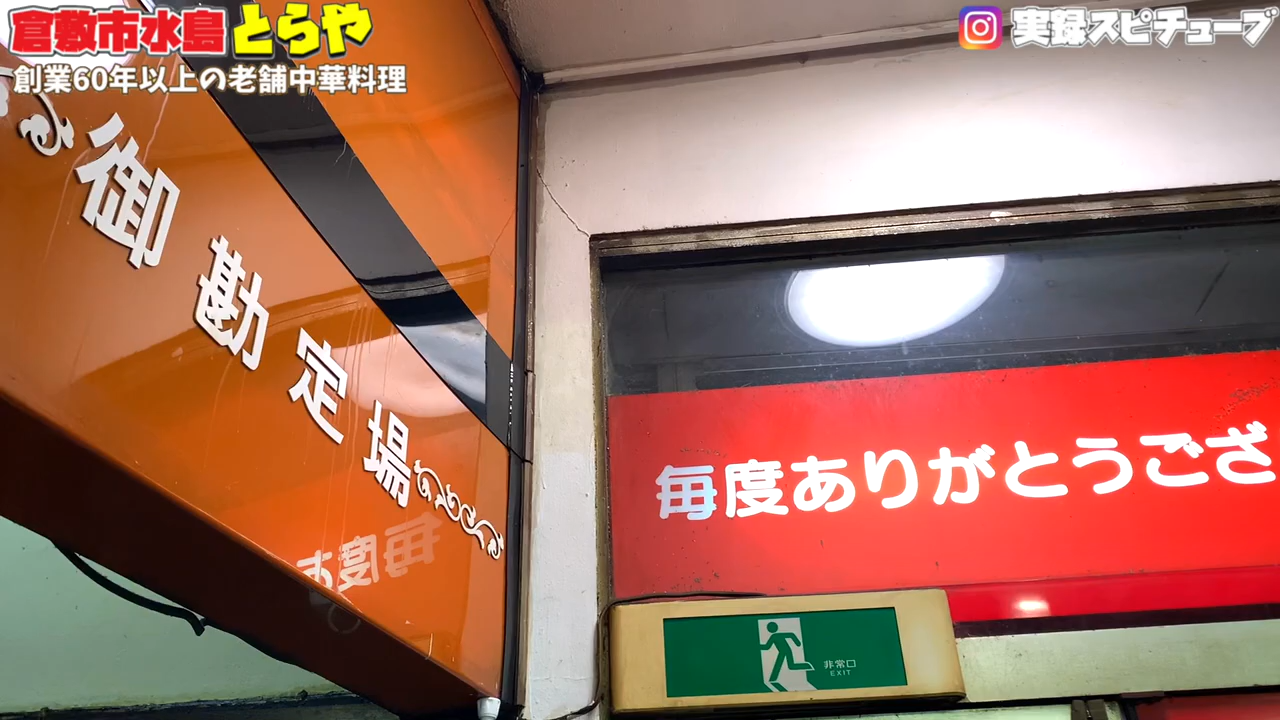 倉敷市水島 とらや
創業60年以上の老舗中華料理
実録スピチューブ
御勘定場
毎度ありがとうござ
毎度あ
非常口
EXIT